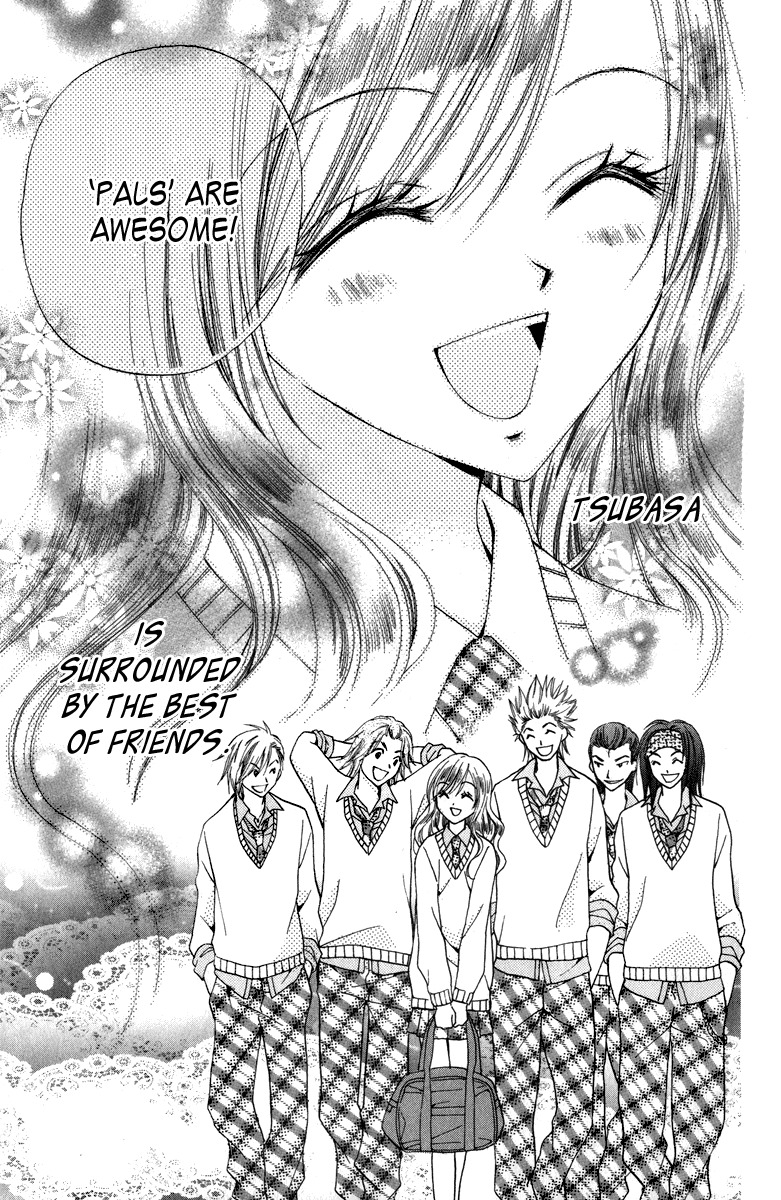 'PALS' ARE
AWESOME!
TSUBASA
IS
SURROUNDED
BY THE BEST
OF FRIENDS.